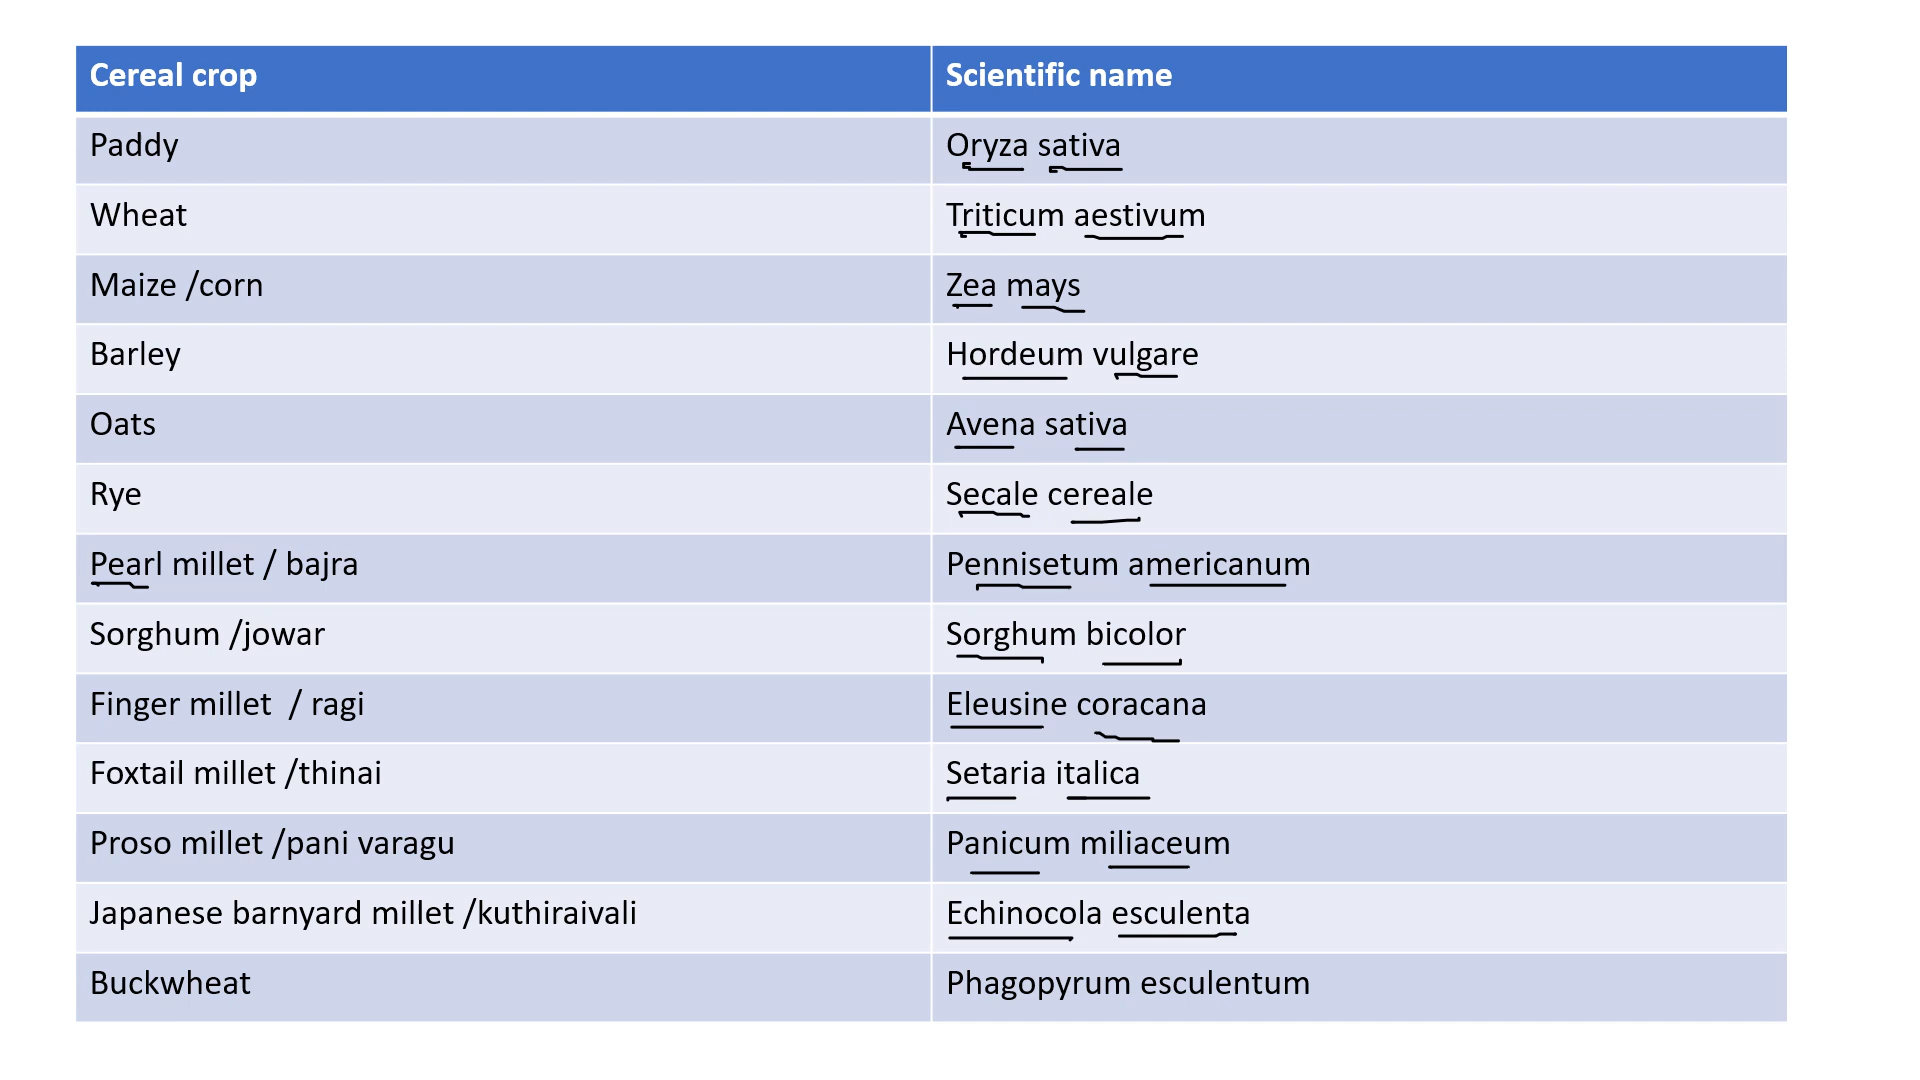 Cereal crop Scientific name
Paddy Oryza sativa
Wheat Triticum aestivum
Maize /corn Zea mays
Barley Hordeum vulgare
Oats Avena sativa
Rye Secale cereale
Pearl millet / bajra Pennisetum americanum
Sorghum /jowar Sorghum bicolor
Finger millet  / ragi Eleusine coracana
Foxtail millet /thinai Setaria italica
Proso millet /pani varagu Panicum miliaceum
Japanese barnyard millet /kuthiraivali Echinocola esculenta
Buckwheat Phagopyrum esculentum